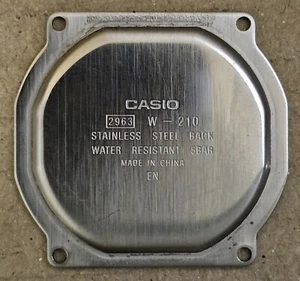 CASIO
2963 W-210
STAINLESS STEEL BACK
WATER RESISTANT 5BAR
MADE IN CHINA
EN